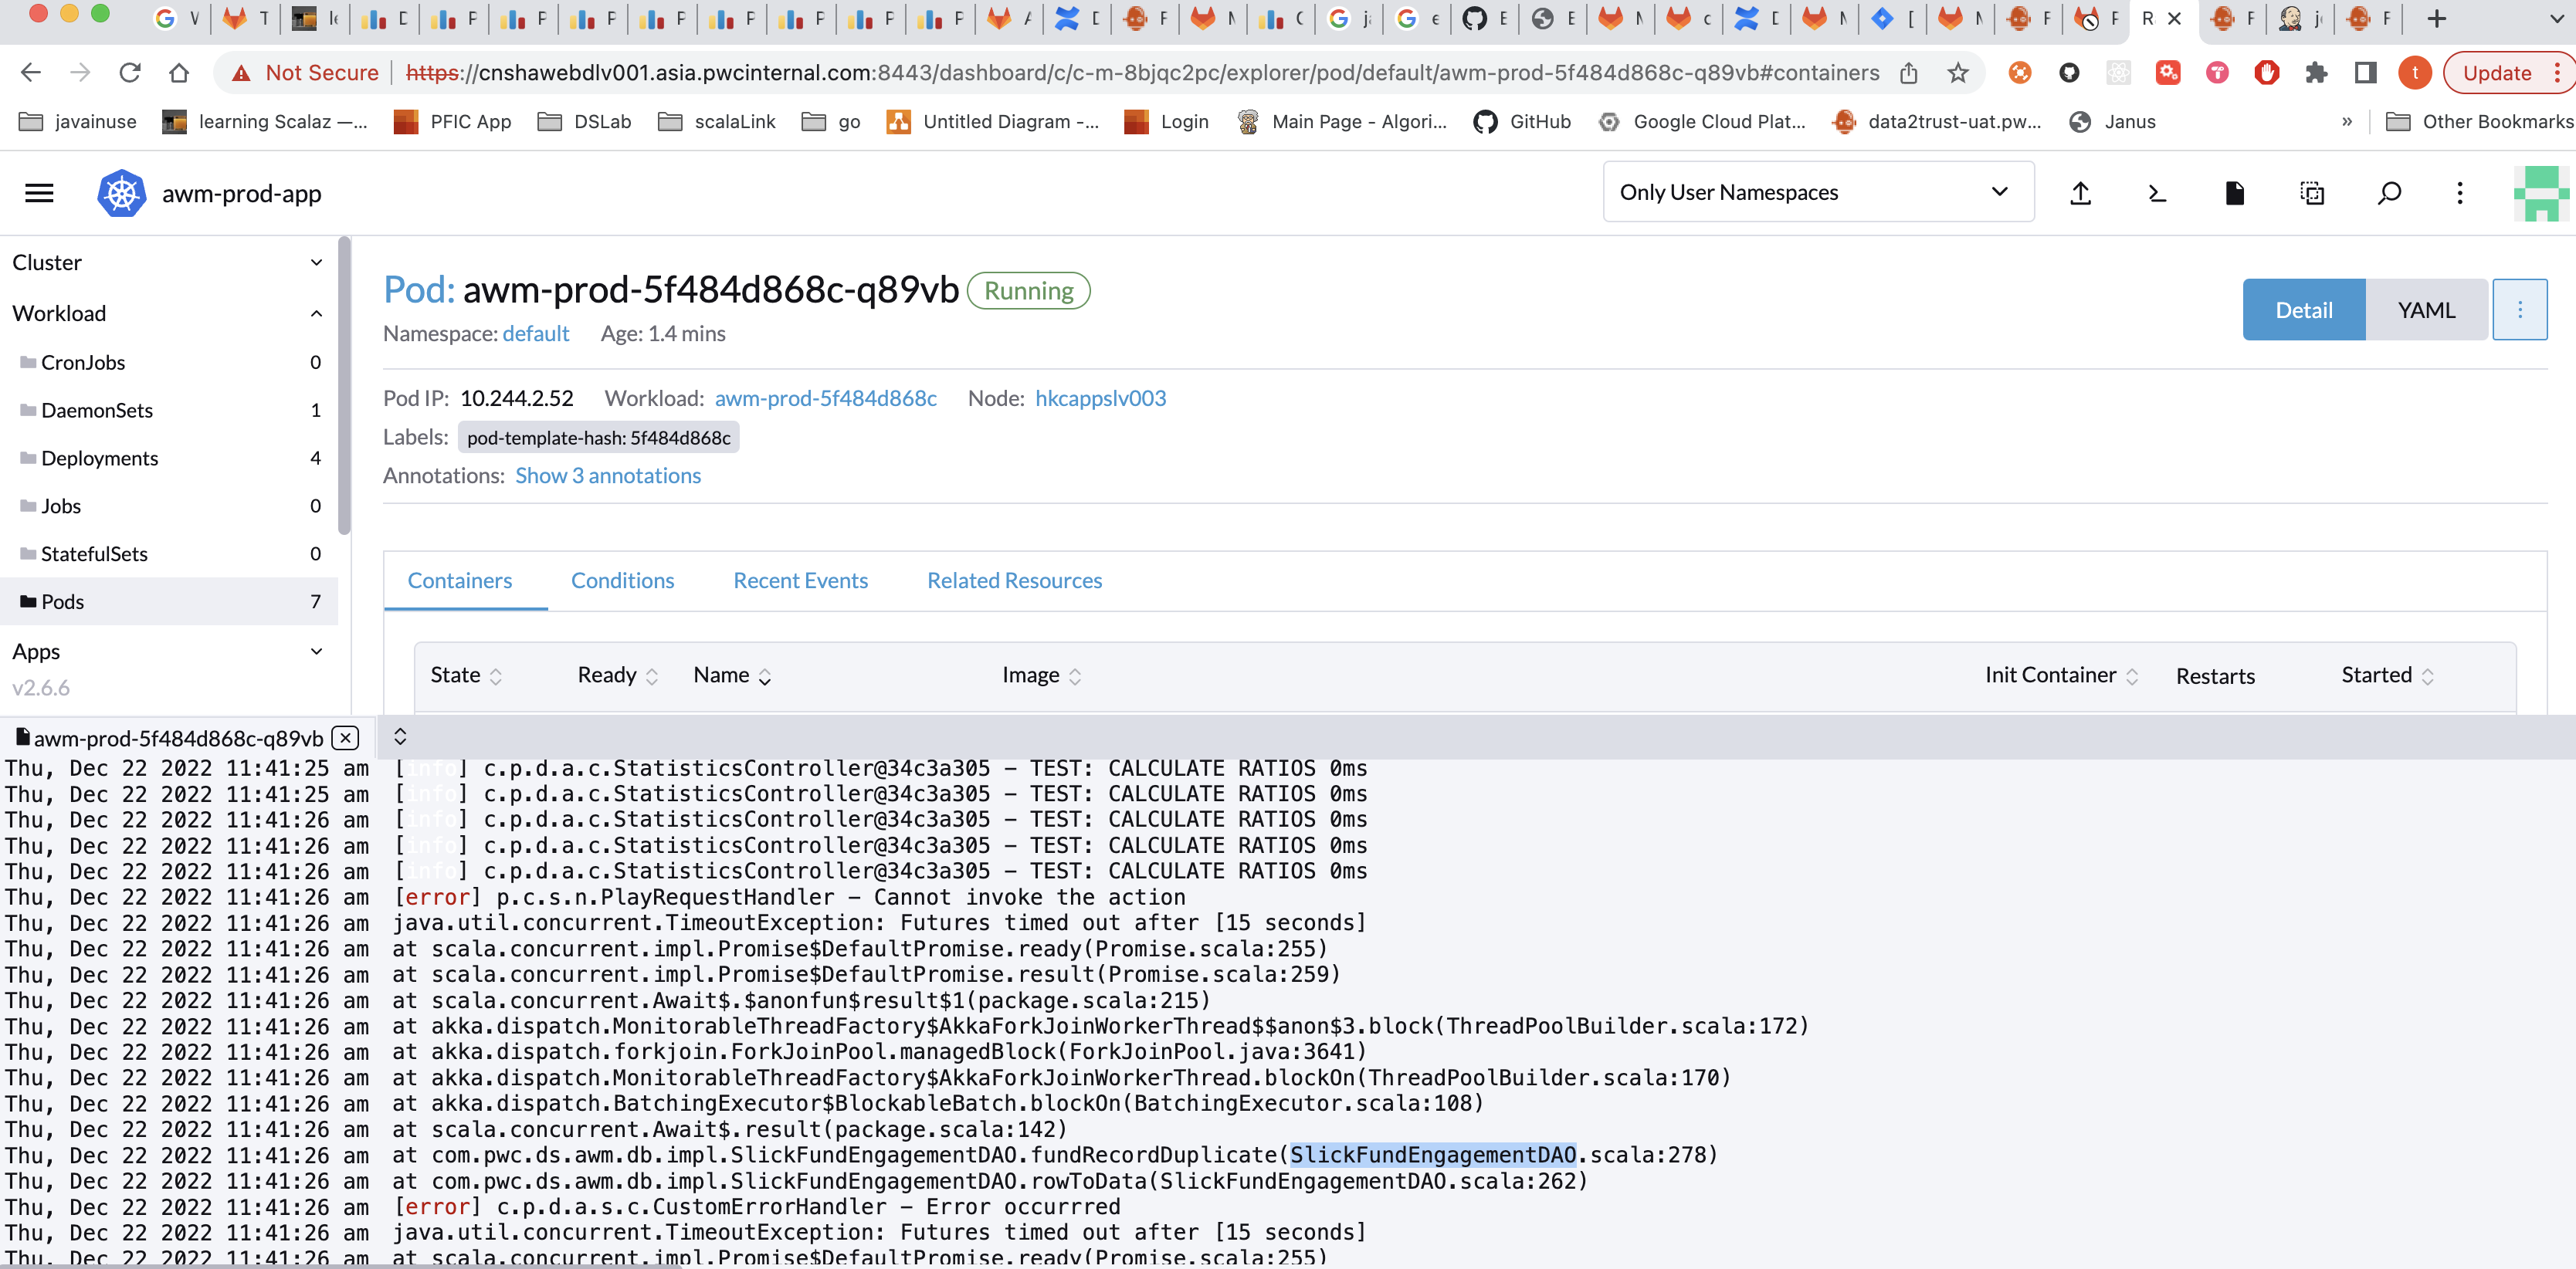 Not Secure
https://cnshawebdlv001.asia.pwcinternal.com:8443/dashboard/c/c-m-8bjqc2pc/explorer/pod/default/awm-prod-5f484d868c-q89vb#containers
t
Update
javainuse
learning Scalaz —...
PFIC App
DSLab
scalaLink
go
Untitled Diagram -...
Login
Main Page - Algori...
GitHub
Google Cloud Plat...
data2trust-uat.pw...
Janus
»
Other Bookmarks
awm-prod-app
Only User Namespaces
Cluster
Workload
CronJobs 0
DaemonSets 1
Deployments 4
Jobs 0
StatefulSets 0
Pods 7
Apps
v2.6.6
Pod: awm-prod-5f484d868c-q89vb Running
Namespace: default Age: 1.4 mins
Detail YAML
Pod IP: 10.244.2.52 Workload: awm-prod-5f484d868c Node: hkcappslv003
Labels: pod-template-hash: 5f484d868c
Annotations: Show 3 annotations
Containers Conditions Recent Events Related Resources
State Ready Name Image Init Container Restarts Started
awm-prod-5f484d868c-q89vb
Thu, Dec 22 2022 11:41:25 am [info] c.p.d.a.c.StatisticsController@34c3a305 – TEST: CALCULATE RATIOS 0ms
Thu, Dec 22 2022 11:41:25 am [info] c.p.d.a.c.StatisticsController@34c3a305 – TEST: CALCULATE RATIOS 0ms
Thu, Dec 22 2022 11:41:26 am [info] c.p.d.a.c.StatisticsController@34c3a305 – TEST: CALCULATE RATIOS 0ms
Thu, Dec 22 2022 11:41:26 am [info] c.p.d.a.c.StatisticsController@34c3a305 – TEST: CALCULATE RATIOS 0ms
Thu, Dec 22 2022 11:41:26 am [info] c.p.d.a.c.StatisticsController@34c3a305 – TEST: CALCULATE RATIOS 0ms
Thu, Dec 22 2022 11:41:26 am [error] p.c.s.n.PlayRequestHandler – Cannot invoke the action
Thu, Dec 22 2022 11:41:26 am java.util.concurrent.TimeoutException: Futures timed out after [15 seconds]
Thu, Dec 22 2022 11:41:26 am at scala.concurrent.impl.Promise$DefaultPromise.ready(Promise.scala:255)
Thu, Dec 22 2022 11:41:26 am at scala.concurrent.impl.Promise$DefaultPromise.result(Promise.scala:259)
Thu, Dec 22 2022 11:41:26 am at scala.concurrent.Await$.$anonfun$result$1(package.scala:215)
Thu, Dec 22 2022 11:41:26 am at akka.dispatch.MonitorableThreadFactory$AkkaForkJoinWorkerThread$$anon$3.block(ThreadPoolBuilder.scala:172)
Thu, Dec 22 2022 11:41:26 am at akka.dispatch.forkjoin.ForkJoinPool.managedBlock(ForkJoinPool.java:3641)
Thu, Dec 22 2022 11:41:26 am at akka.dispatch.MonitorableThreadFactory$AkkaForkJoinWorkerThread.blockOn(ThreadPoolBuilder.scala:170)
Thu, Dec 22 2022 11:41:26 am at akka.dispatch.BatchingExecutor$BlockableBatch.blockOn(BatchingExecutor.scala:108)
Thu, Dec 22 2022 11:41:26 am at scala.concurrent.Await$.result(package.scala:142)
Thu, Dec 22 2022 11:41:26 am at com.pwc.ds.awm.db.impl.SlickFundEngagementDAO.fundRecordDuplicate(SlickFundEngagementDAO.scala:278)
Thu, Dec 22 2022 11:41:26 am at com.pwc.ds.awm.db.impl.SlickFundEngagementDAO.rowToData(SlickFundEngagementDAO.scala:262)
Thu, Dec 22 2022 11:41:26 am [error] c.p.d.a.s.c.CustomErrorHandler – Error occurrred
Thu, Dec 22 2022 11:41:26 am java.util.concurrent.TimeoutException: Futures timed out after [15 seconds]
Thu, Dec 22 2022 11:41:26 am at scala.concurrent.impl.Promise$DefaultPromise.ready(Promise.scala:255)